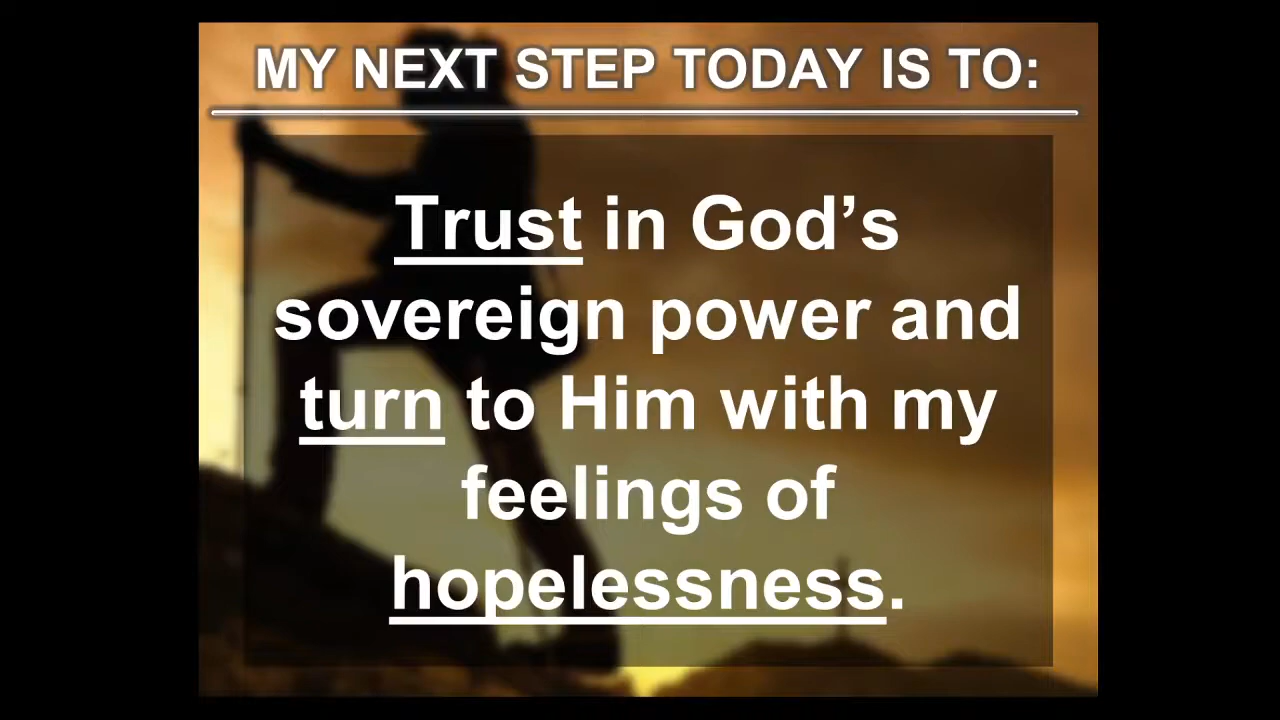 MY NEXT STEP TODAY IS TO:
Trust in God’s
sovereign power and
turn to Him with my
feelings of
hopelessness.